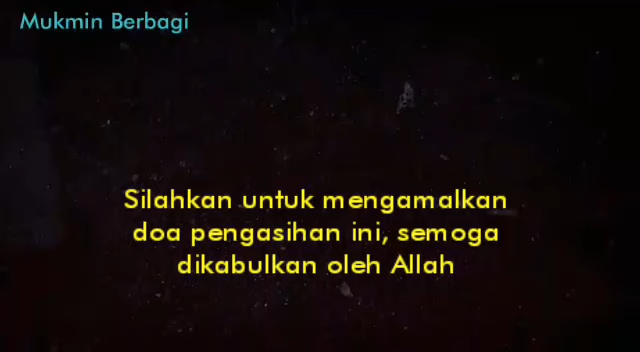 Mukmin Berbagi
Silahkan untuk mengamalkan
doa pengasihan ini, semoga
dikabulkan oleh Allah